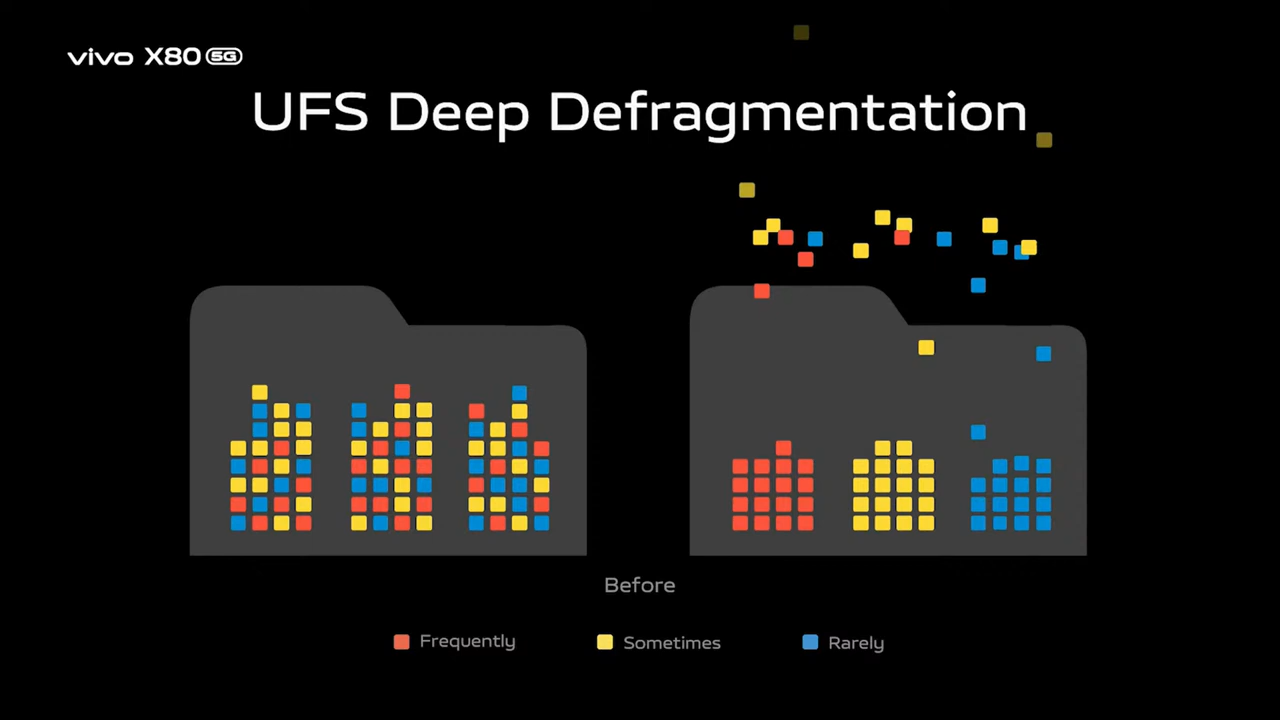 vivo X80 5G
UFS Deep Defragmentation
Before
Frequently
Sometimes
Rarely